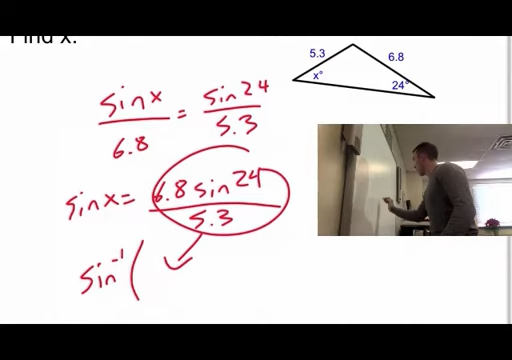 Find x.
5.3
6.8
x°
24°
sin x / 6.8 = sin 24 / 5.3
sin x = 6.8 sin 24 / 5.3
sin⁻¹(